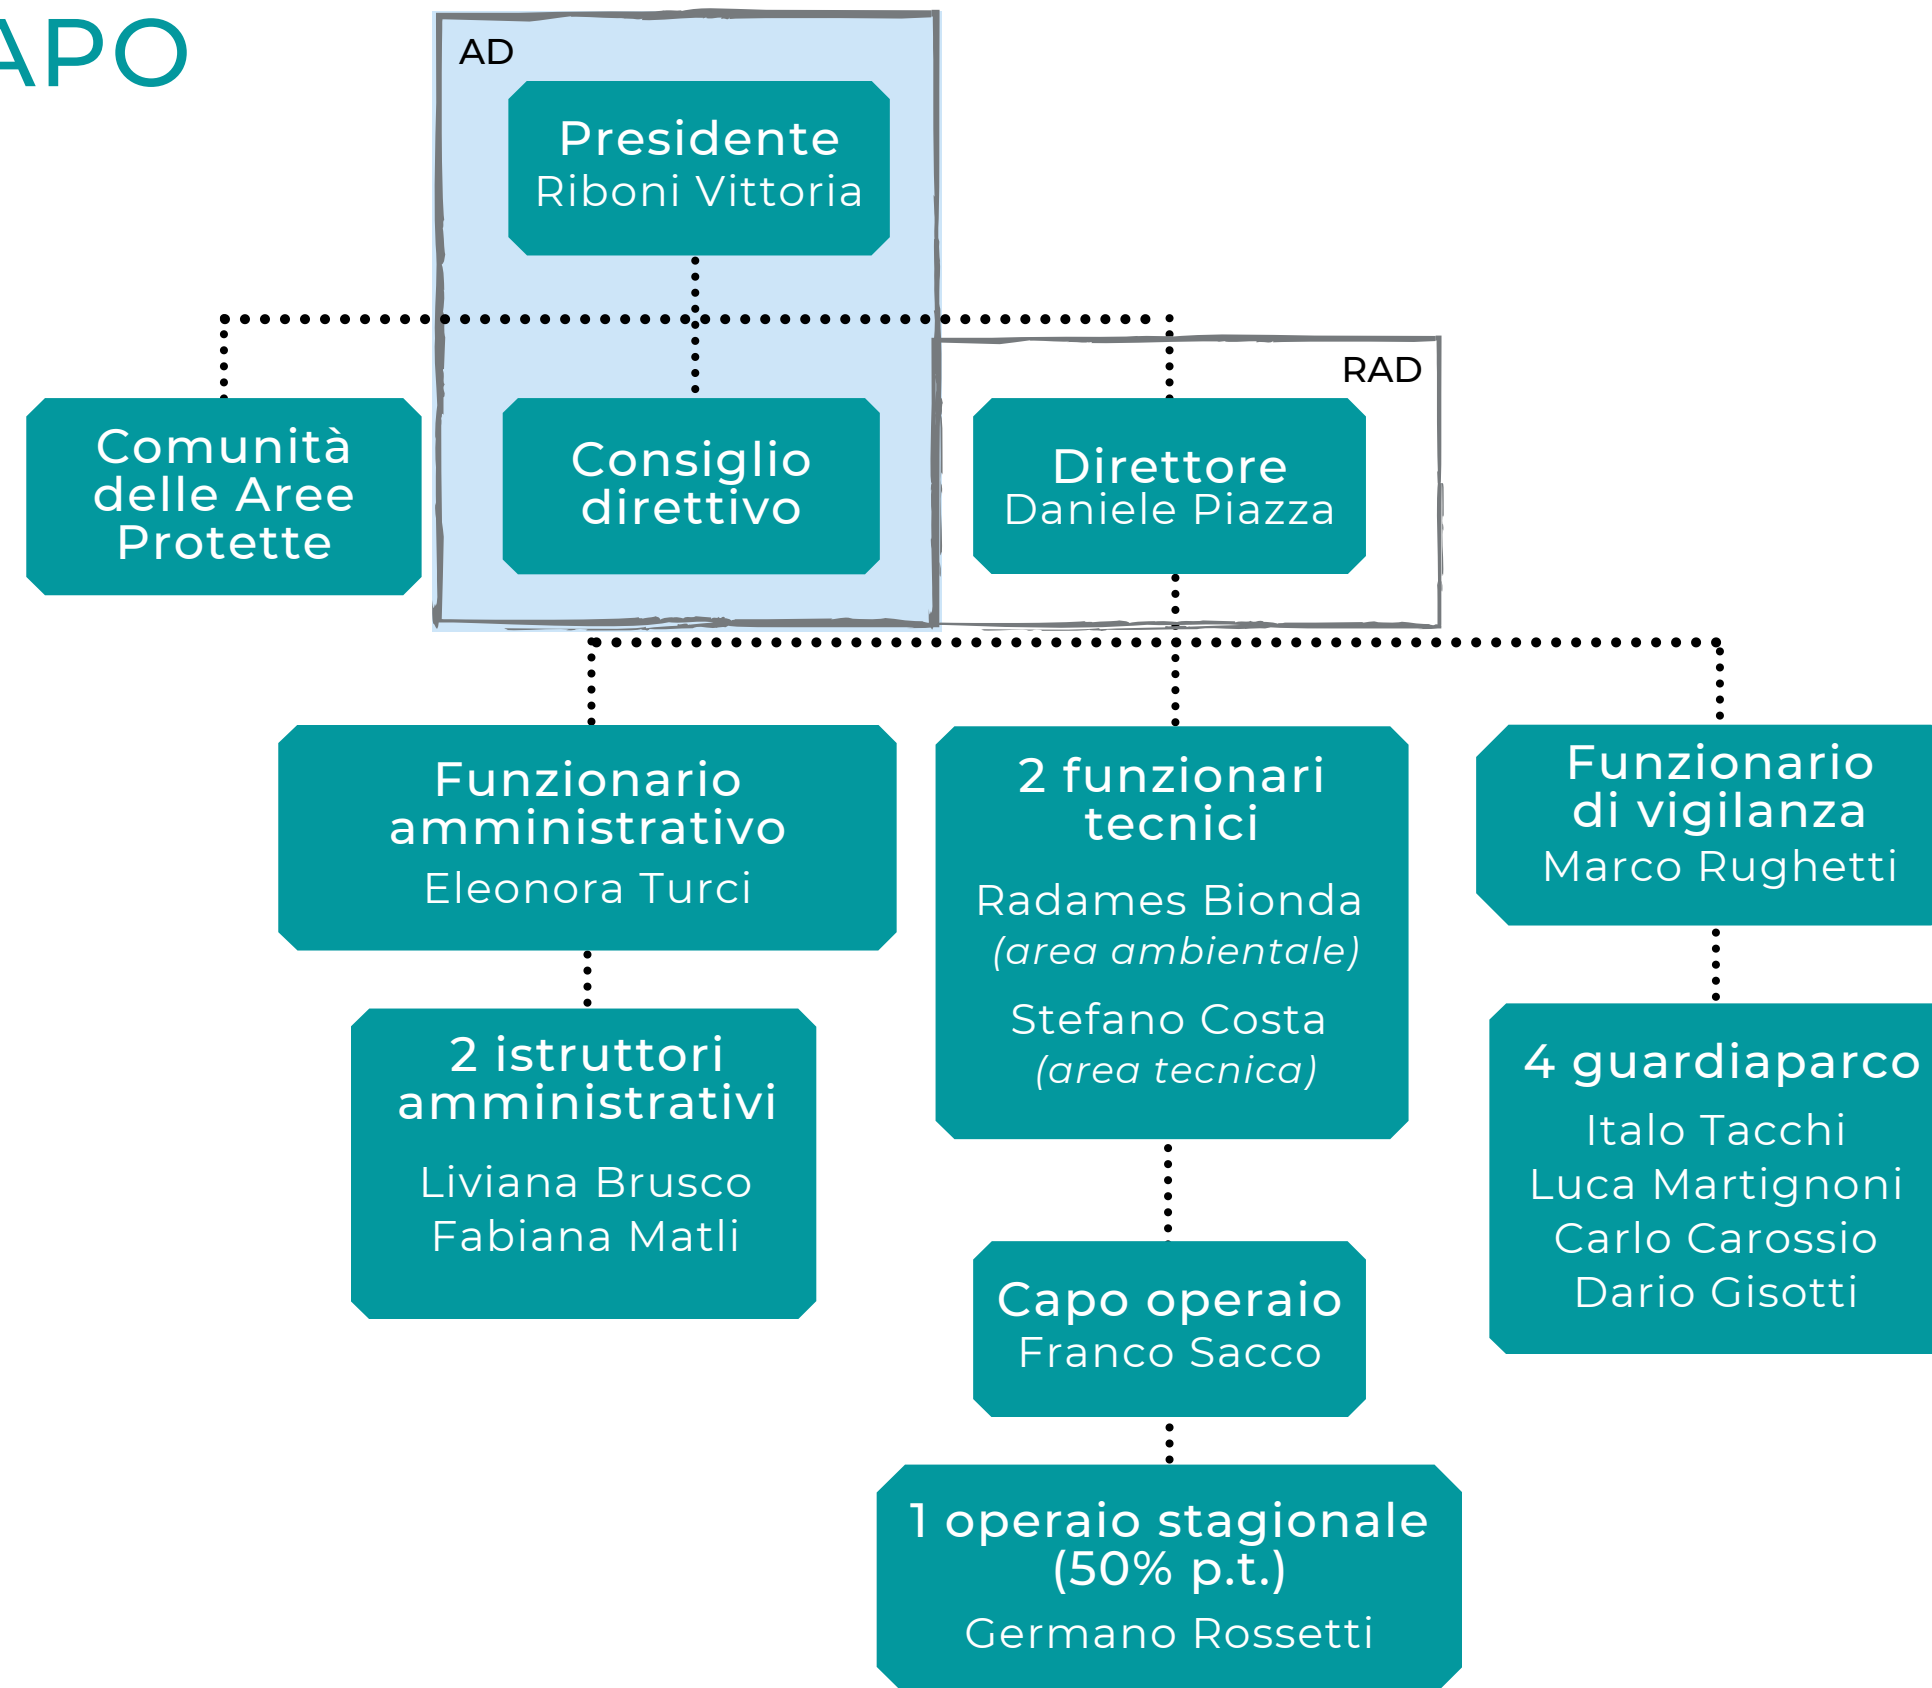 APO
AD
Presidente
Riboni Vittoria
RAD
Comunità
delle Aree
Protette
Consiglio
direttivo
Direttore
Daniele Piazza
Funzionario
amministrativo
Eleonora Turci
2 funzionari
tecnici
Radames Bionda
(area ambientale)
Stefano Costa
(area tecnica)
Funzionario
di vigilanza
Marco Rughetti
2 istruttori
amministrativi
Liviana Brusco
Fabiana Matli
4 guardiaparco
Italo Tacchi
Luca Martignoni
Carlo Carossio
Dario Gisotti
Capo operaio
Franco Sacco
1 operaio stagionale
(50% p.t.)
Germano Rossetti